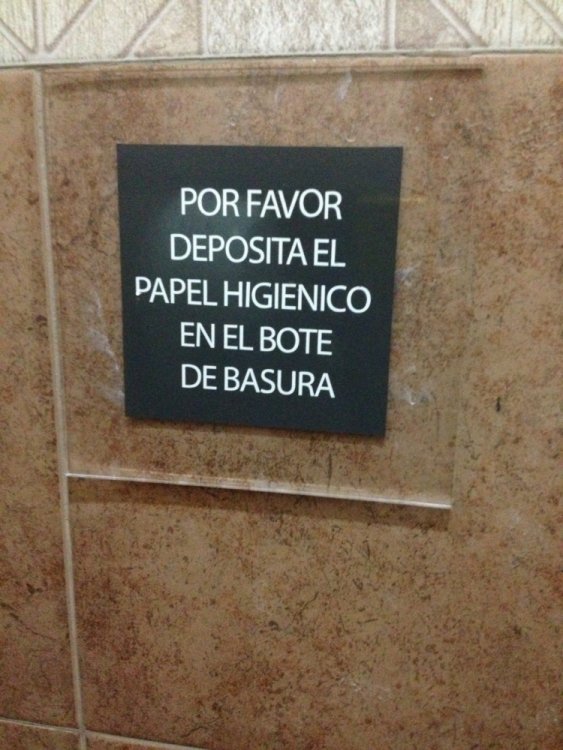 POR FAVOR
DEPOSITA EL
PAPEL HIGIENICO
EN EL BOTE
DE BASURA